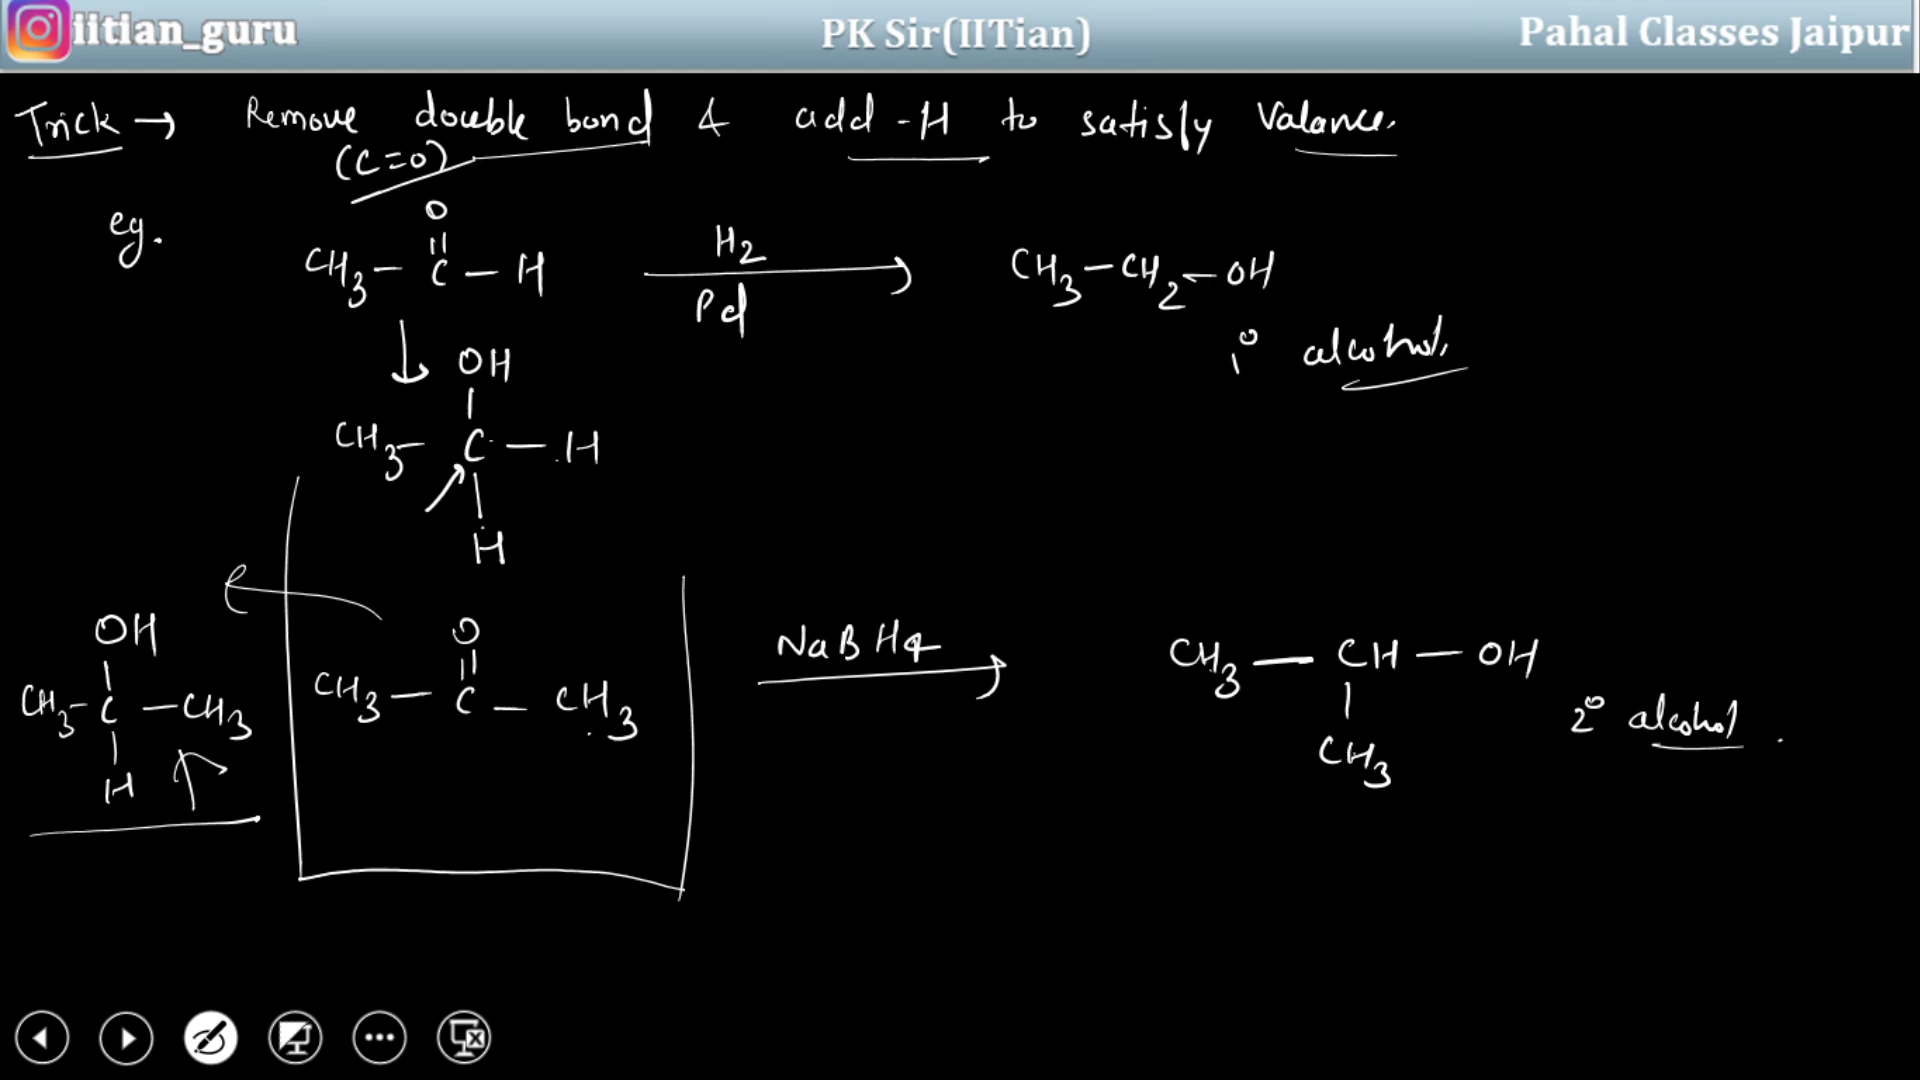 iitian_guru PK Sir(IITian) Pahal Classes Jaipur
Trick → Remove double bond & add -H to satisfy Valance.
(C=O)
eg.
O
||
CH3 - C - H H2 Pd CH3 - CH2 - OH
1° alcohol.
OH
|
CH3 - C - H
|
H
OH
|
CH3 - C - CH3
|
H
O
||
CH3 - C - CH3
NaBH4
CH3 - CH - OH
|
CH3
2° alcohol.